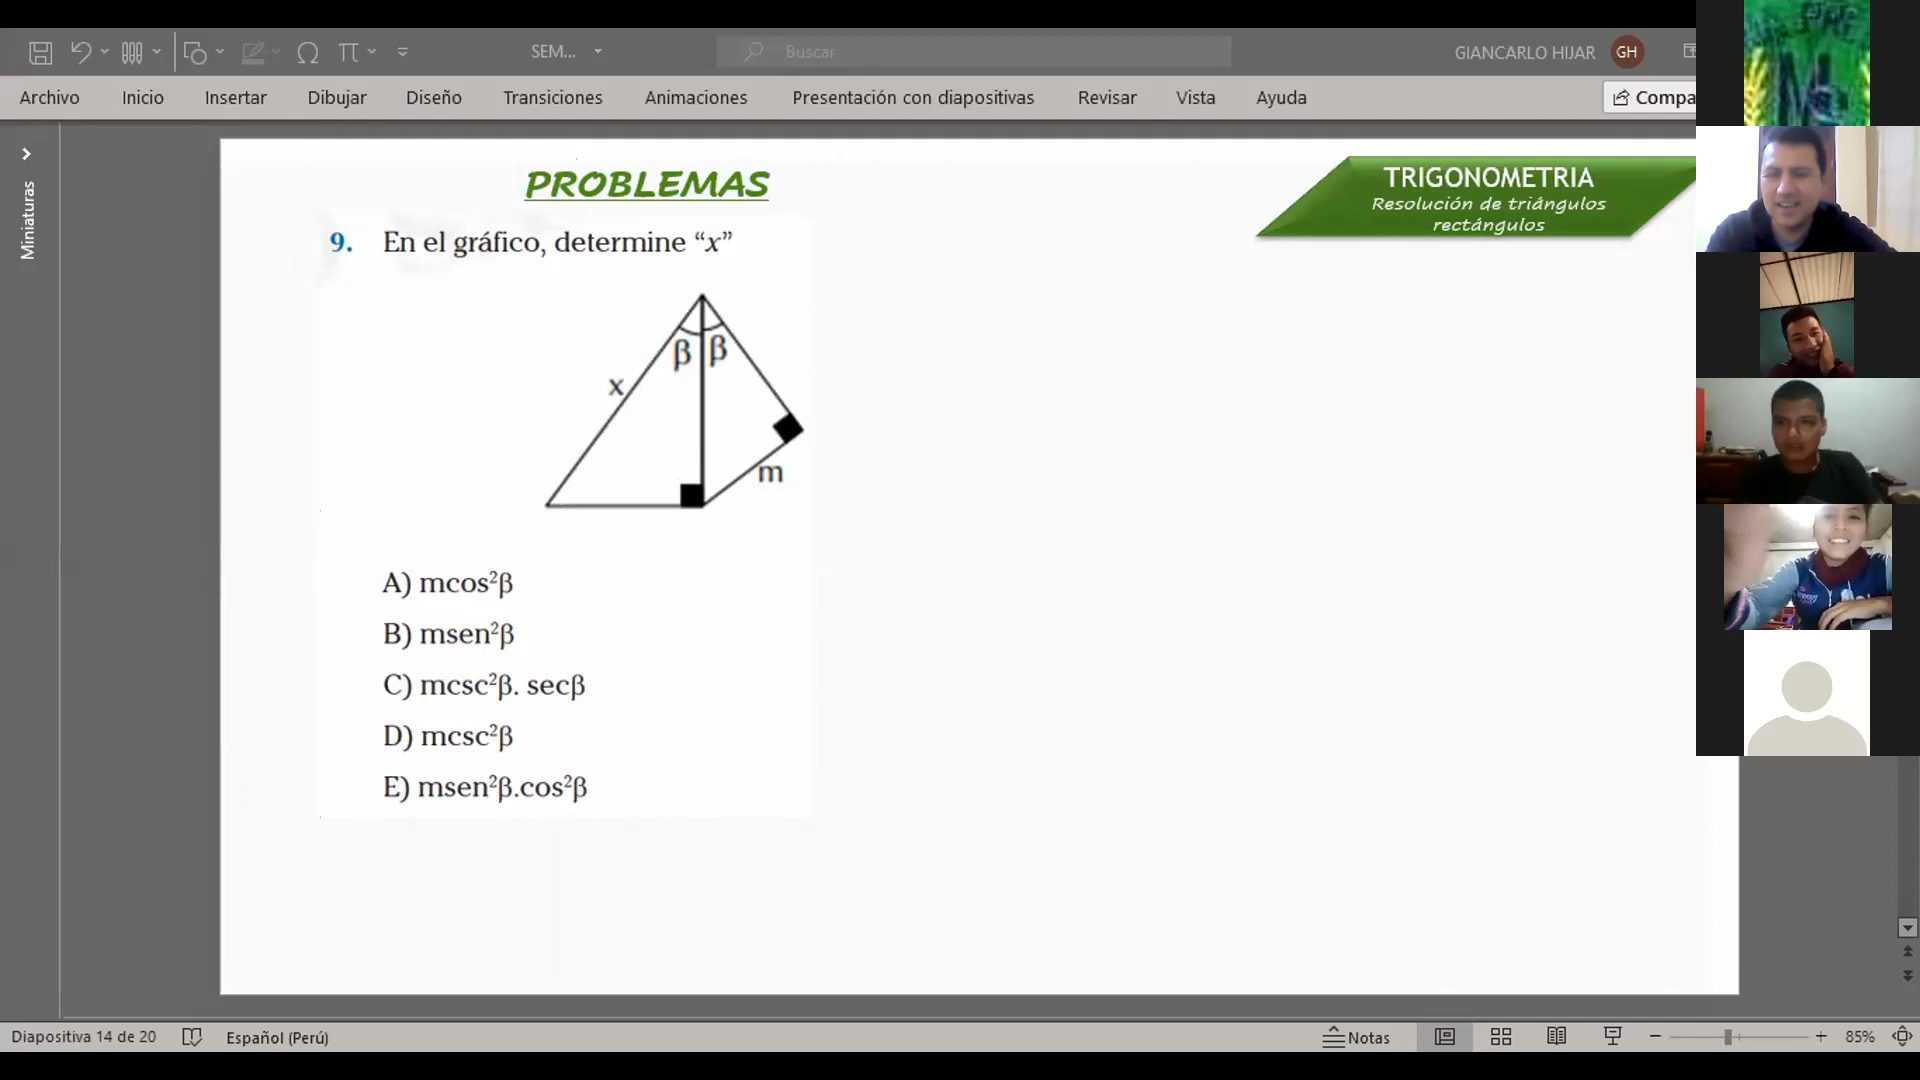 SEM...
Buscar
GIANCARLO HIJAR
GH
Archivo
Inicio
Insertar
Dibujar
Diseño
Transiciones
Animaciones
Presentación con diapositivas
Revisar
Vista
Ayuda
Compa
Miniaturas
PROBLEMAS
TRIGONOMETRIA
Resolución de triángulos
rectángulos
9. En el gráfico, determine “x”
β β
x
m
A) mcos²β
B) msen²β
C) mcsc²β. secβ
D) mcsc²β
E) msen²β.cos²β
Diapositiva 14 de 20
Español (Perú)
Notas
85%